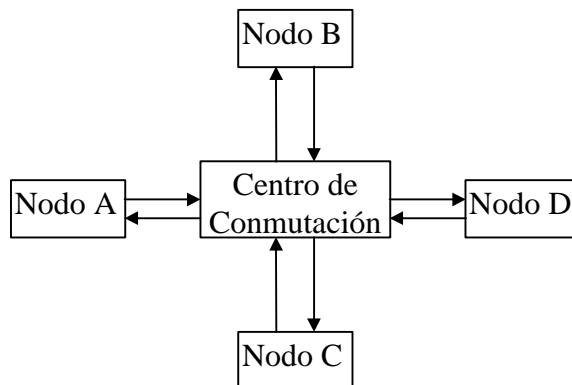 Nodo B
Nodo A
Centro de
Conmutación
Nodo D
Nodo C